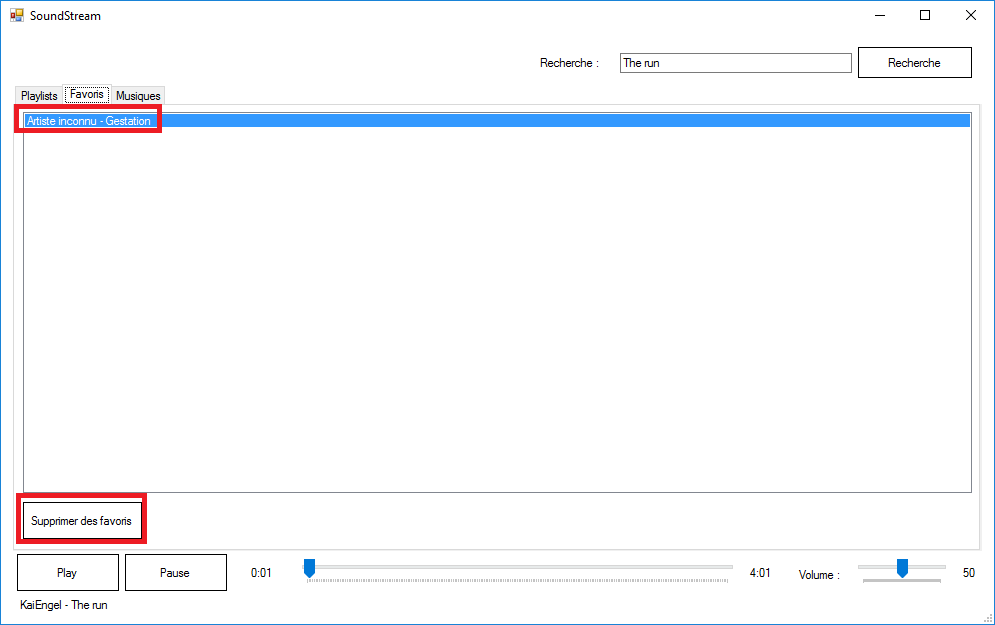 SoundStream
Recherche : The run Recherche
Playlists Favoris Musiques
Artiste inconnu - Gestation
Supprimer des favoris
Play Pause 0:01 4:01 Volume : 50
KaiEngel - The run